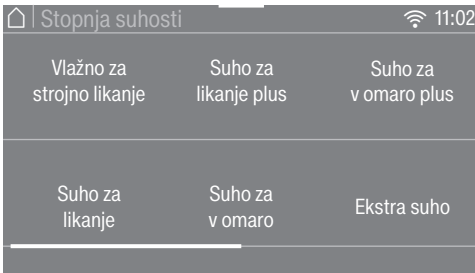 Stopnja suhosti 11:02
Vlažno za
strojno likanje
Suho za
likanje plus
Suho za
v omaro plus
Suho za
likanje
Suho za
v omaro
Ekstra suho